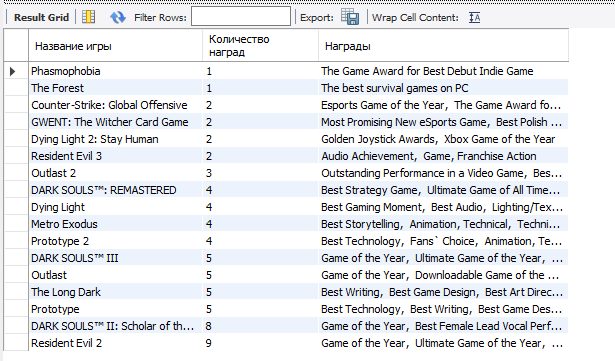 Result Grid Filter Rows: Export: Wrap Cell Content:
Название игры Количество наград Награды
Phasmophobia 1 The Game Award for Best Debut Indie Game
The Forest 1 The best survival games on PC
Counter-Strike: Global Offensive 2 Esports Game of the Year, The Game Award fo...
GWENT: The Witcher Card Game 2 Most Promising New eSports Game, Best Polish ...
Dying Light 2: Stay Human 2 Golden Joystick Awards, Xbox Game of the Year
Resident Evil 3 2 Audio Achievement, Game, Franchise Action
Outlast 2 3 Outstanding Performance in a Video Game, Bes...
DARK SOULS™: REMASTERED 4 Best Strategy Game, Ultimate Game of All Time...
Dying Light 4 Best Gaming Moment, Best Audio, Lighting/Tex...
Metro Exodus 4 Best Storytelling, Animation, Technical, Techni...
Prototype 2 4 Best Technology, Fans` Choice, Animation, Te...
DARK SOULS™ III 5 Game of the Year, Ultimate Game of the Year, ...
Outlast 5 Game of the Year, Downloadable Game of the ...
The Long Dark 5 Best Writing, Best Game Design, Best Art Direc...
Prototype 5 Best Technology, Best Writing, Best Game Des...
DARK SOULS™ II: Scholar of th... 8 Game of the Year, Best Female Lead Vocal Perf...
Resident Evil 2 9 Game of the Year, Ultimate Game of the Year, ...